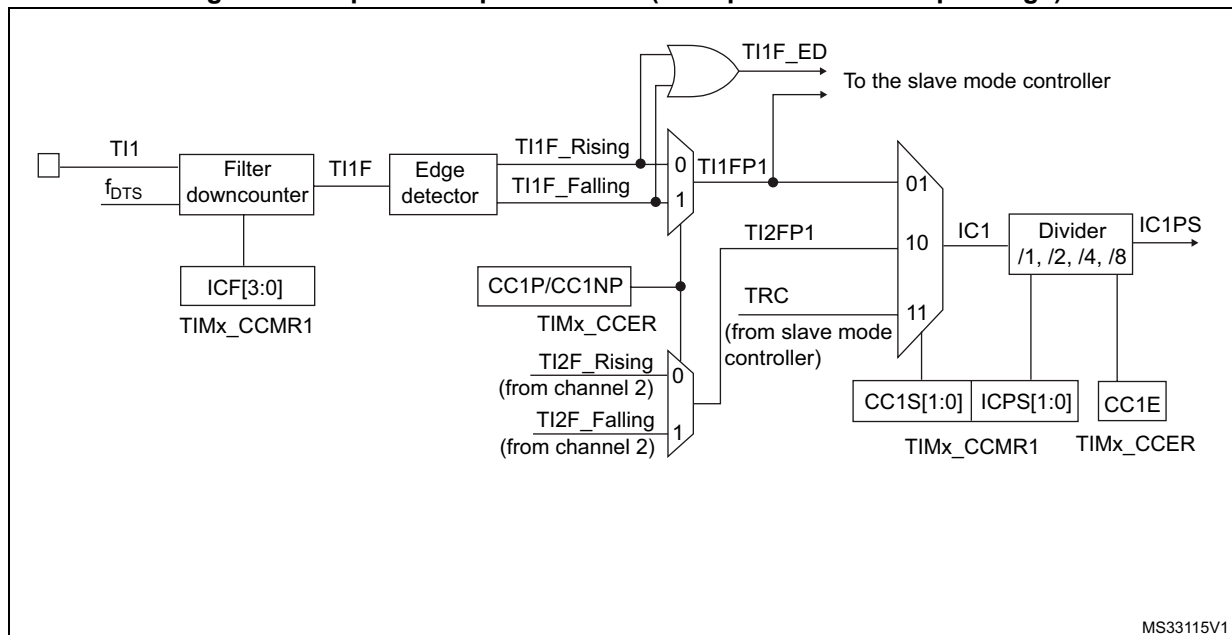 TI1F_ED
To the slave mode controller
TI1
f_DTS
Filter
downcounter
TI1F
Edge
detector
TI1F_Rising
TI1F_Falling
0
1
TI1FP1
01
10
11
TI2FP1
TRC
(from slave mode
controller)
IC1
Divider
/1, /2, /4, /8
IC1PS
ICF[3:0]
TIMx_CCMR1
CC1P/CC1NP
TIMx_CCER
TI2F_Rising
(from channel 2)
TI2F_Falling
(from channel 2)
0
1
CC1S[1:0]
ICPS[1:0]
TIMx_CCMR1
CC1E
TIMx_CCER
MS33115V1